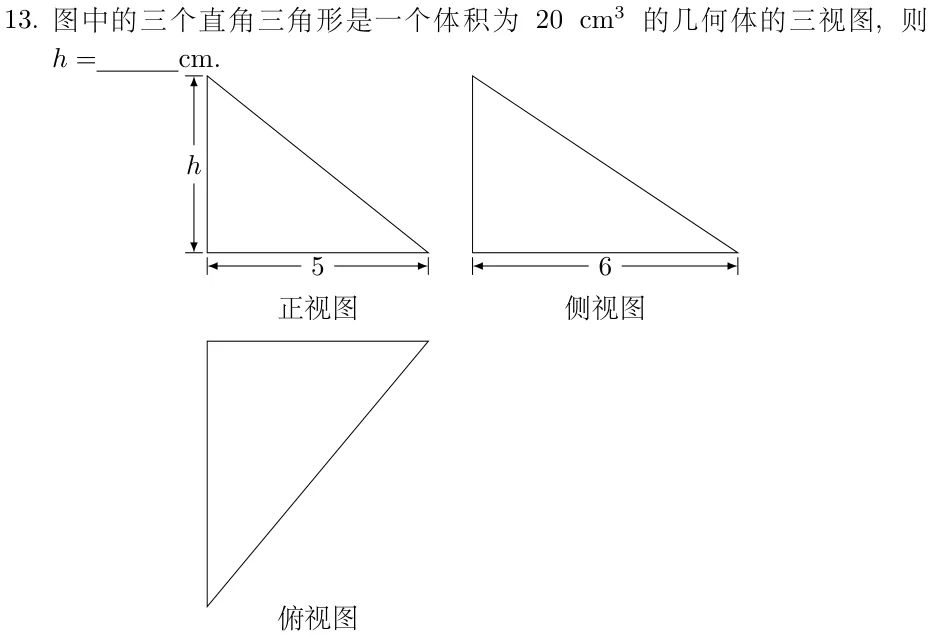 13. 图中的三个直角三角形是一个体积为 20 cm³ 的几何体的三视图, 则
h =______cm.
h
5
6
正视图
侧视图
俯视图